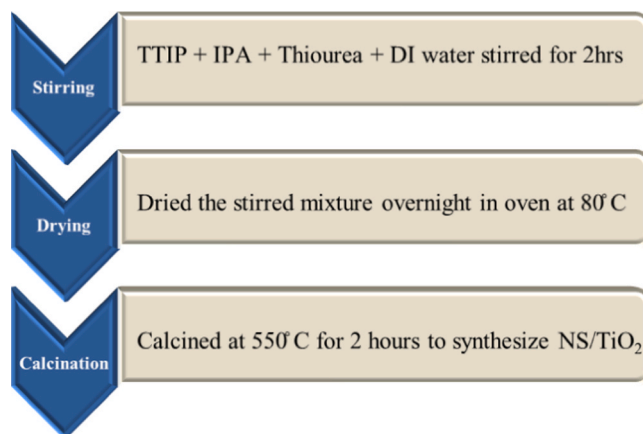 Stirring
TTIP + IPA + Thiourea + DI water stirred for 2hrs
Drying
Dried the stirred mixture overnight in oven at 80°C
Calcination
Calcined at 550°C for 2 hours to synthesize NS/TiO₂